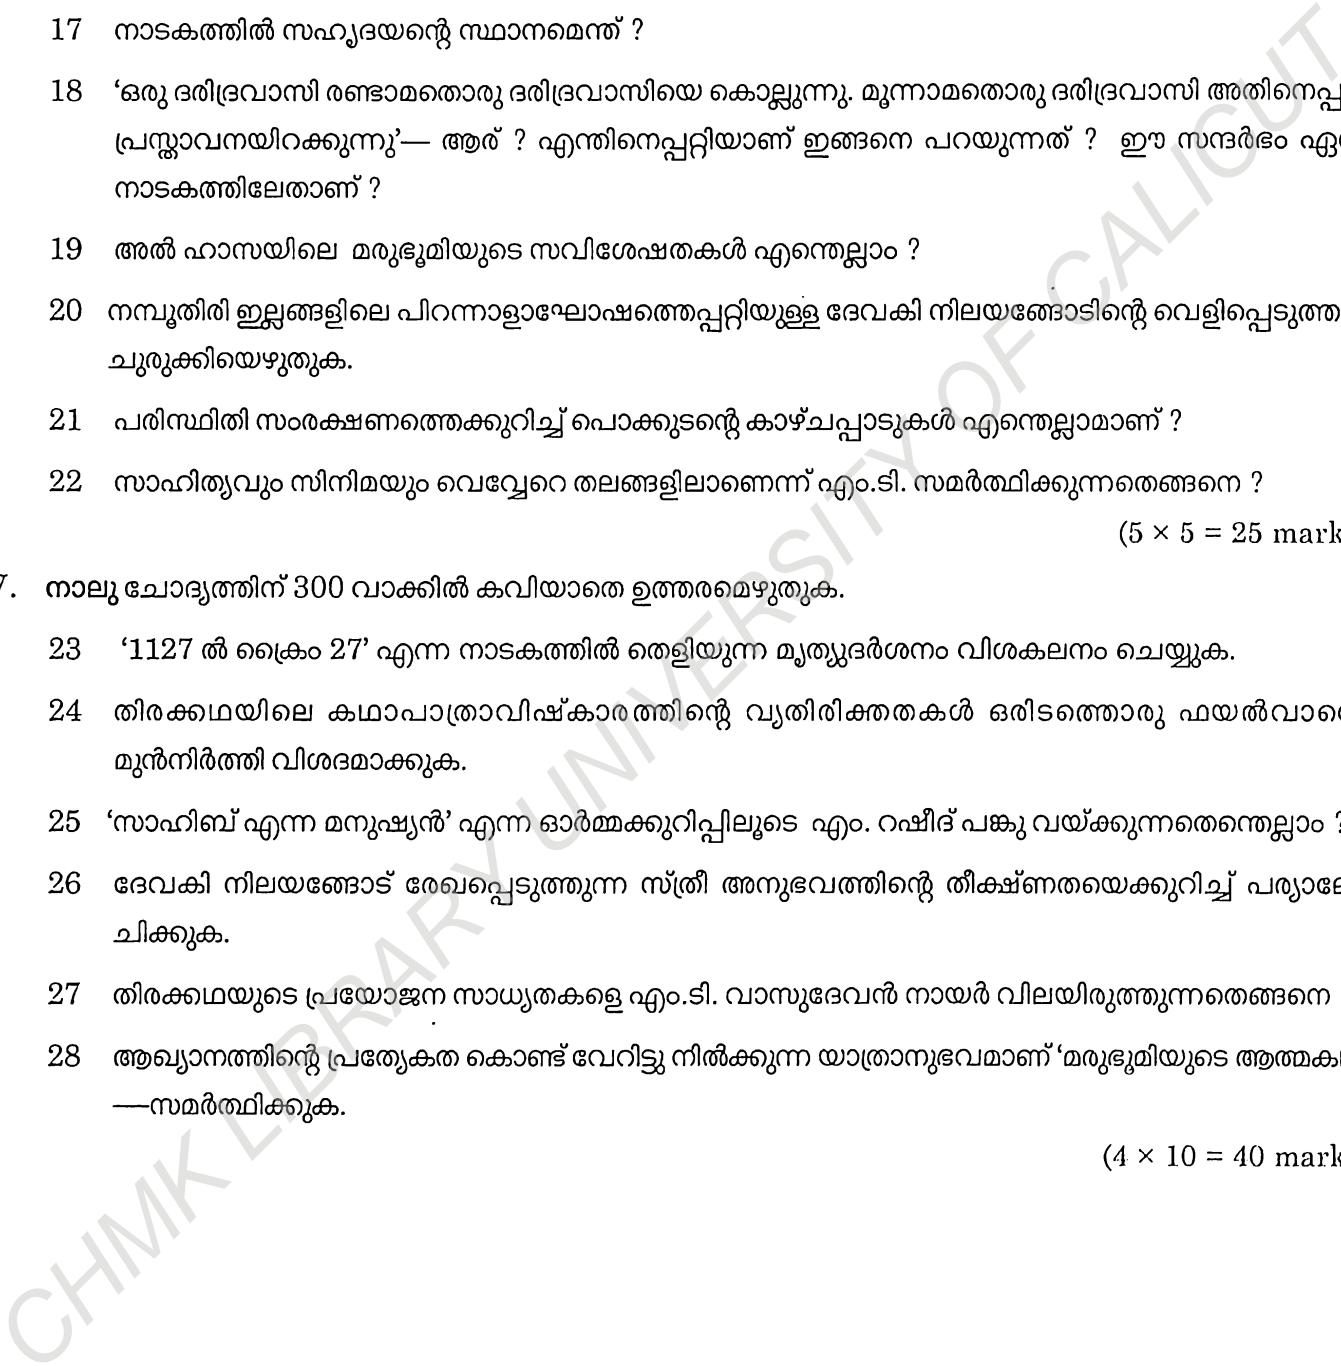 17 നാടകത്തിൽ സഹൃദയന്റെ സ്ഥാനമെന്ത് ?
18 ‘ഒരു ദരിദ്രവാസി രണ്ടാമതൊരു ദരിദ്രവാസിയെ കൊല്ലുന്നു. മൂന്നാമതൊരു ദരിദ്രവാസി
പ്രസ്താവനയിറക്കുന്നു’— ആര് ? എന്തിനെപ്പറ്റിയാണ് ഇങ്ങനെ പറയുന്നത് ? ഈ സന്ദർഭം
നാടകത്തിലേതാണ് ?
19 അൽ ഹാസയിലെ മരുഭൂമിയുടെ സവിശേഷതകൾ എന്തെല്ലാം ?
20 നമ്പൂതിരി ഇല്ലങ്ങളിലെ പിറന്നാളാഘോഷത്തെപ്പറ്റിയുള്ള ദേവകി നിലയങ്ങോടിന്റെ
ചുരുക്കിയെഴുതുക.
21 പരിസ്ഥിതി സംരക്ഷണത്തെക്കുറിച്ച് പൊക്കുടന്റെ കാഴ്ചപ്പാടുകൾ എന്തെല്ലാമാണ് ?
22 സാഹിത്യവും സിനിമയും വെവ്വേറെ തലങ്ങളിലാണെന്ന് എം.ടി. സമർത്ഥിക്കുന്നതെങ്ങനെ ?
(5 × 5 = 25 mark
നാലു ചോദ്യത്തിന് 300 വാക്കിൽ കവിയാതെ ഉത്തരമെഴുതുക.
23 ‘1127 ൽ ക്രൈം 27’ എന്ന നാടകത്തിൽ തെളിയുന്ന മൃത്യുദർശനം വിശകലനം ചെയ്യുക.
24 തിരക്കഥയിലെ കഥാപാത്രാവിഷ്കാരത്തിന്റെ വ്യതിരിക്തതകൾ ഒരിടത്തൊരു
മുൻനിർത്തി വിശദമാക്കുക.
25 ‘സാഹിബ് എന്ന മനുഷ്യൻ’ എന്ന ഓർമ്മക്കുറിപ്പിലൂടെ എം. റഷീദ് പങ്കു വയ്ക്കുന്നതെന്തെല്ലാം ?
26 ദേവകി നിലയങ്ങോട് രേഖപ്പെടുത്തുന്ന സ്ത്രീ അനുഭവത്തിന്റെ തീക്ഷ്ണതയെക്കുറിച്ച്
ചിക്കുക.
27 തിരക്കഥയുടെ പ്രയോജന സാധ്യതകളെ എം.ടി. വാസുദേവൻ നായർ വിലയിരുത്തുന്നതെങ്ങനെ
28 ആഖ്യാനത്തിന്റെ പ്രത്യേകത കൊണ്ട് വേറിട്ടു നിൽക്കുന്ന യാത്രാനുഭവമാണ് ‘മരുഭൂമിയുടെ
—സമർത്ഥിക്കുക.
(4 × 10 = 40 mark
CHMK LIBRARY UNIVERSITY OF CALICUT